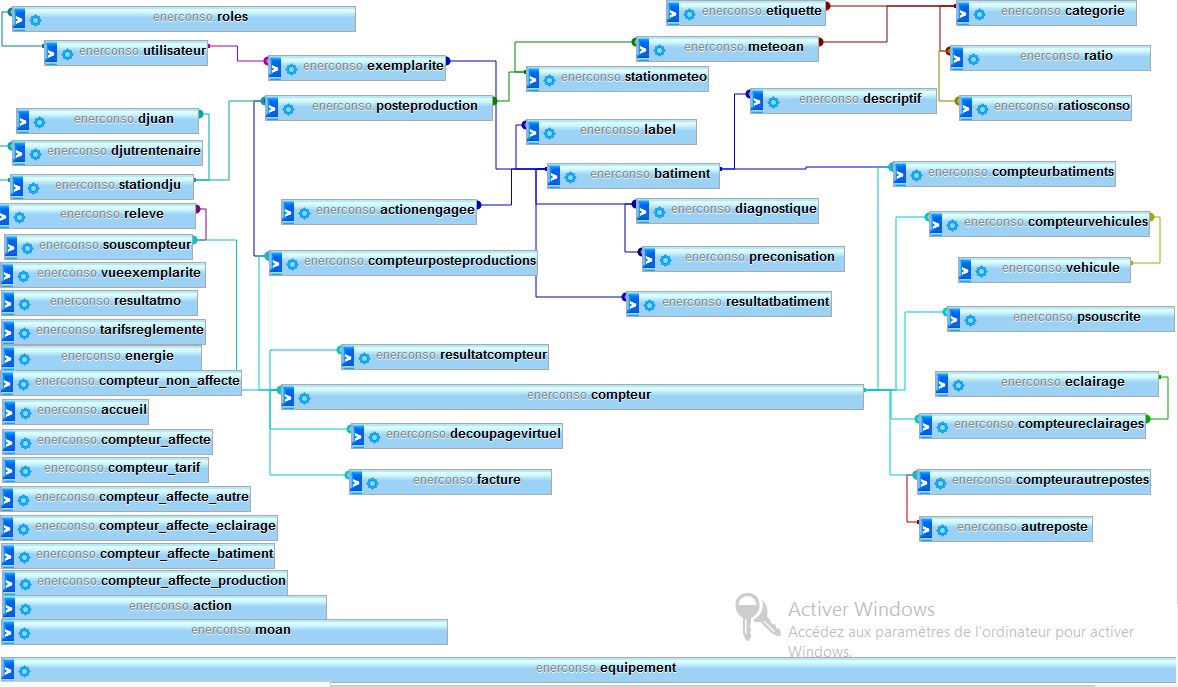 enerconso.roles
enerconso.etiquette
enerconso.categorie
enerconso.utilisateur
enerconso.meteoan
enerconso.ratio
enerconso.exemplarite
enerconso.stationmeteo
enerconso.posteproduction
enerconso.descriptif
enerconso.ratiosconso
enerconso.djuan
enerconso.label
enerconso.djutrentenaire
enerconso.batiment
enerconso.compteurbatiments
enerconso.stationdju
enerconso.releve
enerconso.actionengagee
enerconso.diagnostique
enerconso.compteurvehicules
enerconso.souscompteur
enerconso.compteurposteproductions
enerconso.preconisation
enerconso.vehicule
enerconso.vueexemplarite
enerconso.resultatmo
enerconso.resultatbatiment
enerconso.psouscrite
enerconso.tarifsreglemente
enerconso.energie
enerconso.resultatcompteur
enerconso.compteur_non_affecte
enerconso.compteur
enerconso.eclairage
enerconso.accueil
enerconso.compteureclairages
enerconso.compteur_affecte
enerconso.decoupagevirtuel
enerconso.compteur_tarif
enerconso.facture
enerconso.compteurautrepostes
enerconso.compteur_affecte_autre
enerconso.compteur_affecte_eclairage
enerconso.autreposte
enerconso.compteur_affecte_batiment
enerconso.compteur_affecte_production
enerconso.action
enerconso.moan
Activer Windows
Accédez aux paramètres de l'ordinateur pour activer
Windows.
enerconso.equipement